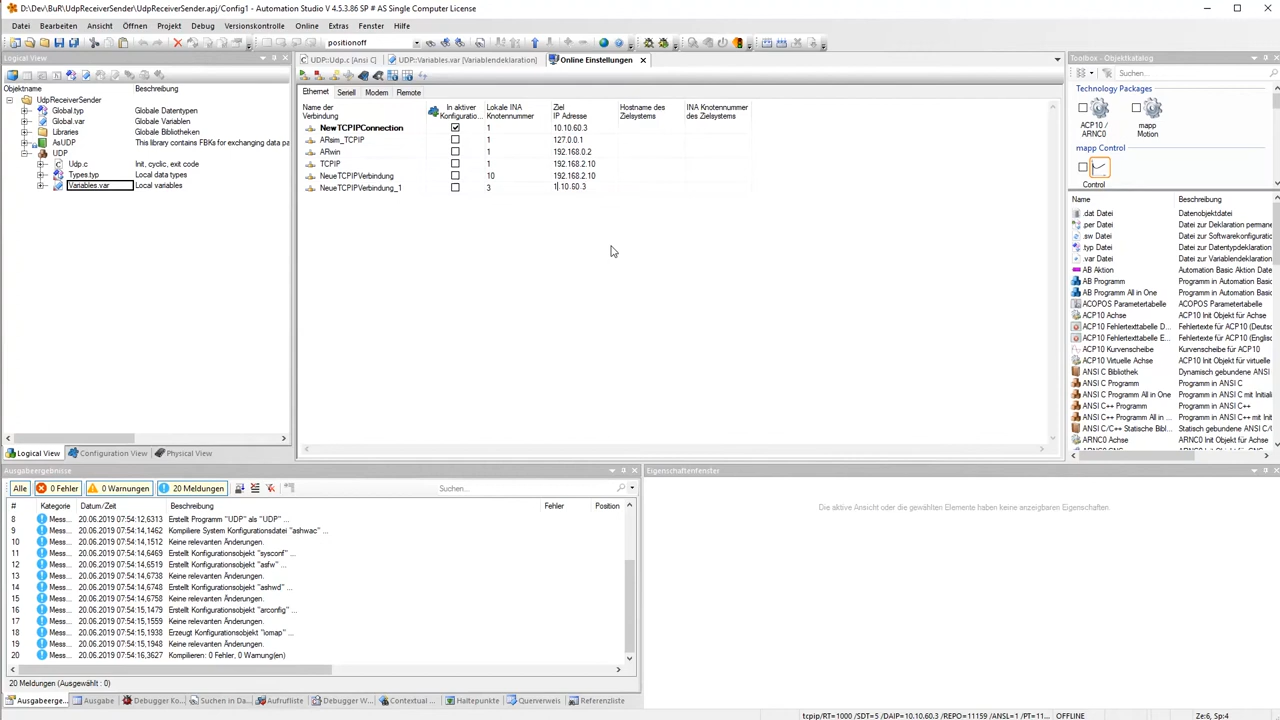 D:\Dev\BuR\UdpReceiverSender\UdpReceiverSender.apj/Config1 - Automation Studio V 4.5.3.86 SP # AS Single Computer License
Datei Bearbeiten Ansicht Öffnen Projekt Debug Versionskontrolle Online Extras Fenster Hilfe
positionoff
Logical View
Objektname Beschreibung
UdpReceiverSender
Global.typ Globale Datentypen
Global.var Globale Variablen
Libraries Globale Bibliotheken
AsUDP This library contains FBKs for exchanging data pa
UDP
Udp.c Init, cyclic, exit code
Types.typ Local data types
Variables.var Local variables
Logical View Configuration View Physical View
UDP::Udp.c [Ansi C] UDP::Variables.var [Variablendeklaration] Online Einstellungen
Ethernet Seriell Modem Remote
Name der Verbindung In aktiver Konfiguratio... Lokale INA Knotennummer Ziel IP Adresse Hostname des Zielsystems INA Knotennummer des Zielsystems
NewTCPIPConnection 1 10.10.60.3
ARsim_TCPIP 1 127.0.0.1
ARwin 1 192.168.0.2
TCPIP 1 192.168.2.10
NeueTCPIPVerbindung 10 192.168.2.10
NeueTCPIPVerbindung_1 3 1 10.60.3
Toolbox - Objektkatalog
Suchen...
Technology Packages
ACP10 / ARNC0
mapp Motion
mapp Control
Control
Name Beschreibung
.dat Datei Datenobjektdatei
.per Datei Datei zur Deklaration permane
.sw Datei Datei zur Softwarekonfiguratio
.typ Datei Datei zur Datentypdeklaration
.var Datei Datei zur Variablendeklaratio
AB Aktion Automation Basic Aktion Date
AB Programm Programm in Automation Basic
AB Programm All in One Programm in Automation Basic
ACOPOS Parametertabelle ACOPOS Parametertabelle
ACP10 Achse ACP10 Init Objekt für Achse
ACP10 Fehlertexttabelle D... ACP10 Fehlertexttabelle (Deutsc
ACP10 Fehlertexttabelle E... ACP10 Fehlertexttabelle (Englisc
ACP10 Kurvenscheibe Kurvenscheibe für ACP10
ACP10 Virtuelle Achse ACP10 Init Objekt für virtuelle
ANSI C Bibliothek Dynamisch gebundene ANSI
ANSI C Programm Programm in ANSI C
ANSI C Programm All in One Programm in ANSI C mit Initial
ANSI C++ Programm Programm in ANSI C++
ANSI C++ Programm All in ... Programm in ANSI C++ mit Ini
ANSI C/C++ Statische Bibl... Statisch gebundene ANSI C/C
ARNC0 Achse ARNC0 Init Objekt für Achse
Ausgabeergebnisse
Alle 0 Fehler 0 Warnungen 20 Meldungen Suchen...
# Kategorie Datum/Zeit Beschreibung Fehler Position
8 Mess... 20.06.2019 07:54:12,6313 Erstellt Programm "UDP" als "UDP" ...
9 Mess... 20.06.2019 07:54:14,1462 Kompiliere System Konfigurationsdatei "ashwac" ...
10 Mess... 20.06.2019 07:54:14,1512 Keine relevanten Änderungen.
11 Mess... 20.06.2019 07:54:14,6469 Erstellt Konfigurationsobjekt "sysconf" ...
12 Mess... 20.06.2019 07:54:14,6519 Erstellt Konfigurationsobjekt "asfw" ...
13 Mess... 20.06.2019 07:54:14,6738 Keine relevanten Änderungen.
14 Mess... 20.06.2019 07:54:14,6587 Erstellt Konfigurationsobjekt "ashwd" ...
15 Mess... 20.06.2019 07:54:14,6758 Keine relevanten Änderungen.
16 Mess... 20.06.2019 07:54:15,1479 Erstellt Konfigurationsobjekt "arconfig" ...
17 Mess... 20.06.2019 07:54:15,1559 Keine relevanten Änderungen.
18 Mess... 20.06.2019 07:54:15,1938 Erzeugt Konfigurationsobjekt "iomap" ...
19 Mess... 20.06.2019 07:54:15,1948 Keine relevanten Änderungen.
20 Mess... 20.06.2019 07:54:16,3627 Kompilieren: 0 Fehler, 0 Warnung(en)
20 Meldungen (Ausgewählt : 0)
Ausgabeerge... Ausgabe Debugger Ko... Suchen in Da... Aufrufliste Debugger W... Contextual ... Haltepunkte Querverweis Referenzliste
Eigenschaftenfenster
Die aktive Ansicht oder die gewählten Elemente haben keine anzeigbaren Eigenschaften.
tcpip/RT=1000 /SDT=5 /DAIP=10.10.60.3 /REPO=11159 /ANSL=1 /PT=11... OFFLINE Ze:6, Sp:4